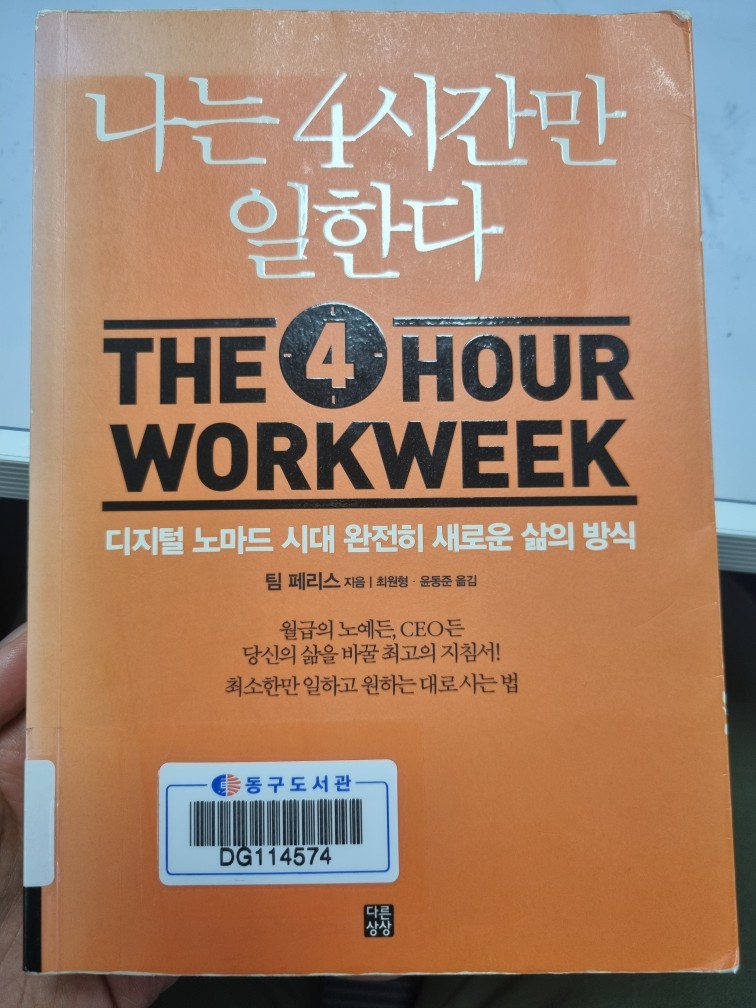 나는 4시간만
일한다
THE 4 HOUR
WORKWEEK
디지털 노마드 시대 완전히 새로운 삶의 방식
팀 페리스 지음 | 최원형 · 윤동준 옮김
월급의 노예든, CEO든
당신의 삶을 바꿀 최고의 지침서!
최소한만 일하고 원하는 대로 사는 법
동구도서관
DG114574
다른
상상